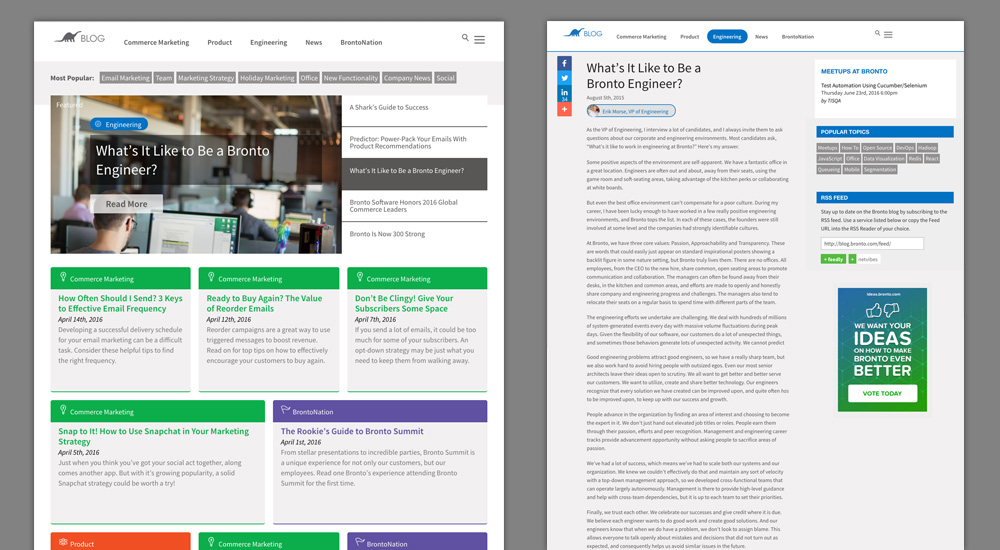 BLOG
Commerce Marketing Product Engineering News BrontoNation
Most Popular: Email Marketing Team Marketing Strategy Holiday Marketing Office New Functionality Company News Social
Featured
Engineering
What's It Like to Be a Bronto
Engineering?
Read More
A Shark's Guide to Success
Predictor: Power-Pack Your Emails With
Product Recommendations
What's It Like to Be a Bronto Engineering?
Bronto Software Honors 2016 Global
Commerce Leaders
Bronto Is Now 300 Strong
Commerce Marketing
How Often Should I Send? 3 Keys
to Effective Email Frequency
April 14th, 2016
Developing a successful delivery schedule
for your email marketing can be a difficult
task. Consider these helpful tips to find
the right frequency.
Commerce Marketing
Ready to Buy Again? The Value
of Reorder Emails
April 12th, 2016
Reorder campaigns are a great way to use
triggered messages to boost revenue.
Read on for top tips on how to effectively
encourage your customers to buy again.
Commerce Marketing
Don't Be Clingy! Give Your
Subscribers Some Space
April 7th, 2016
If you send a lot of emails, it could be too
much for some of your subscribers. An
opt-down strategy may be just what you
need to keep them from walking away.
Commerce Marketing
Snap to It! How to Use Snapchat in Your Marketing
Strategy
April 5th, 2016
Just when you think you've got your social act together, along
comes another app. But with it's growing popularity, a solid
Snapchat strategy could be worth a try!
BrontoNation
The Rookie's Guide to Bronto Summit
April 1st, 2016
From stellar presentations to incredible parties, Bronto Summit is
a unique experience for not only our customers, but our
employees. Read one Bronto's experience attending Bronto
Summit for the first time.
Product
Commerce Marketing
BrontoNation
BLOG
Commerce Marketing Product Engineering News BrontoNation
34
What's It Like to Be a
Bronto Engineer?
August 5th, 2015
Erik Morse, VP of Engineering
As the VP of Engineering, I interview a lot of candidates, and I always invite them to ask
questions about our corporate and engineering environments. Most candidates ask,
"What's it like to work in engineering at Bronto?" Here's my answer.
Some positive aspects of the environment are self-apparent. We have a fantastic office in
a great location. Engineers are often out and about, away from their seats, using the
game room and soft-seating areas, taking advantage of the kitchen perks or collaborating
at white boards.
But even the best office environment can't compensate for a poor culture. During my
career, I have been lucky enough to have worked in a few really positive engineering
environments, and Bronto tops the list. In each of these cases, the founders were still
involved at some level and the companies had strongly identifiable cultures.
At Bronto, we have three core values: Passion, Approachability and Transparency. These
are words that could easily just appear on standard inspirational posters showing a
backlit figure in some nature setting, but Bronto truly lives them. There are no offices. All
employees, from the CEO to the new hire, share common, open seating areas to promote
communication and collaboration. The managers can often be found away from their
desks, in the kitchen and common areas, and efforts are made to openly and honestly
share company and engineering progress and challenges. The managers also tend to
relocate their seats on a regular basis to spend time with different parts of the team.
The engineering efforts we undertake are challenging. We deal with hundreds of millions
of system-generated events every day with massive volume fluctuations during peak
days. Given the flexibility of our software, our customers do a lot of unexpected things,
and sometimes those behaviors generate lots of unexpected activity. We cannot predict
Good engineering problems attract good engineers, so we have a really sharp team, but
we also work hard to avoid hiring people with outsized egos. Even our most senior
architects leave their ideas open to scrutiny. We all want to get better and better serve
our customers. We want to utilize, create and share better technology. Our engineers
recognize that every solution we have created can be improved upon, and quite often has
to be improved upon, to keep up with our success and growth.
People advance in the organization by finding an area of interest and choosing to become
the expert in it. We don't just hand out elevated job titles or roles. People earn them
through their passion, efforts and peer recognition. Management and engineering career
tracks provide advancement opportunity without asking people to sacrifice areas of
passion.
We've had a lot of success, which means we've had to scale both our systems and our
organization. We knew we couldn't effectively do that and maintain any sort of velocity
with a top-down management approach, so we developed cross-functional teams that
can operate largely autonomously. Management is there to provide high-level guidance
and help with cross-team dependencies, but it is up to each team to set their priorities.
Finally, we trust each other. We celebrate our successes and give credit where it is due.
We believe each engineer wants to do good work and create good solutions. And our
engineers know that when we do have a problem, we don't look to assign blame. This
allows everyone to talk openly about mistakes and decisions that did not turn out as
expected, and consequently helps us avoid similar issues in the future.
MEETUPS AT BRONTO
Test Automation Using Cucumber/Selenium
Thursday June 23rd, 2016 6:00pm
by TISQA
POPULAR TOPICS
Meetups How To Open Source DevOps Hadoop
JavaScript Office Data Visualization Redis React
Queueing Mobile Segmentation
RSS FEED
Stay up to date on the Bronto blog by subscribing to the
RSS feed. Use a service listed below or copy the Feed
URL into the RSS Reader of your choice.
http://blog.bronto.com/feed/
+ feedly + netvibes
ideas.bronto.com
WE WANT YOUR
IDEAS
ON HOW TO MAKE
BRONTO EVEN
BETTER
VOTE TODAY